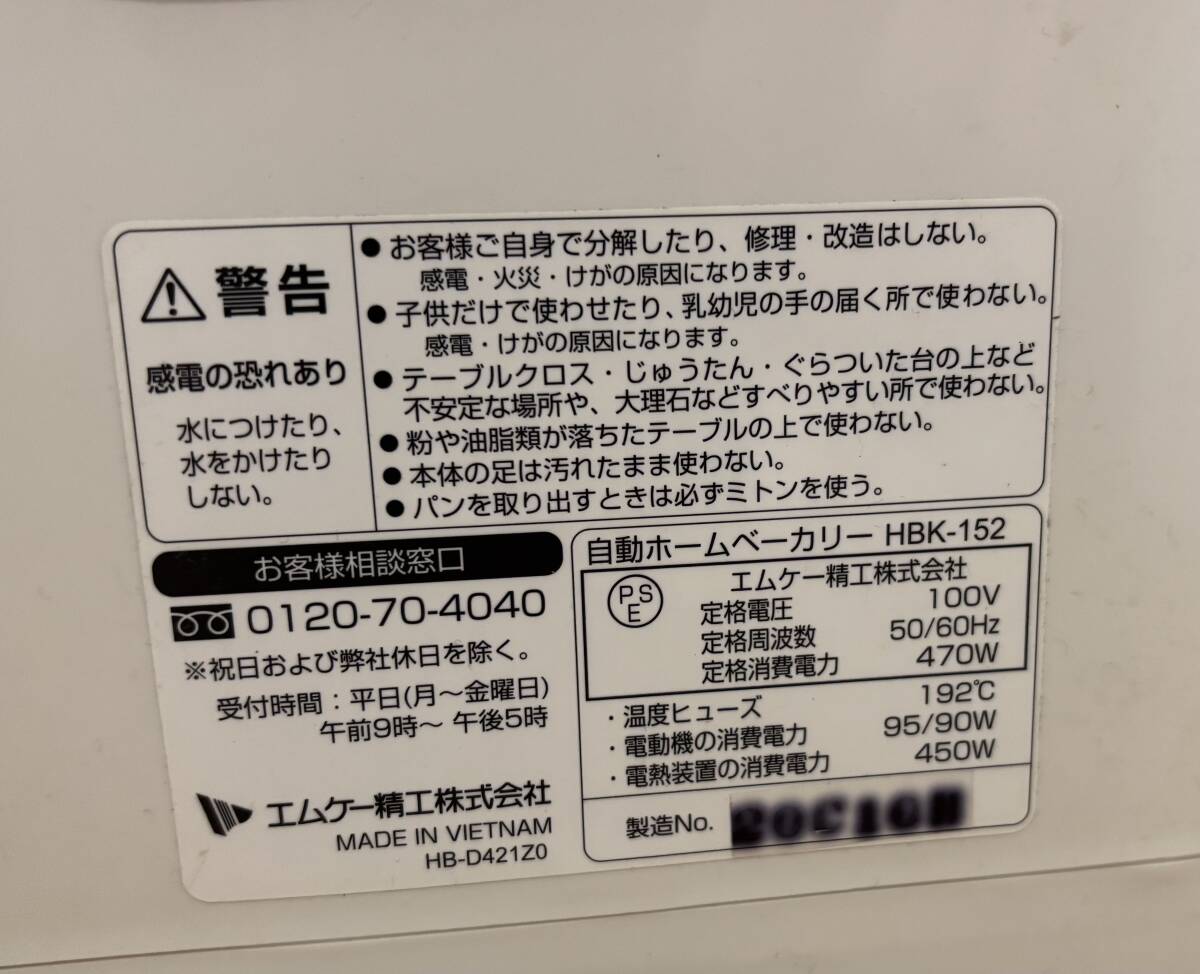 警告
感電の恐れあり
水につけたり、
水をかけたり
しない。
● お客様ご自身で分解したり、修理・改造はしない。
感電・火災・けがの原因になります。
● 子供だけで使わせたり、乳幼児の手の届く所で使わない。
感電・けがの原因になります。
● テーブルクロス・じゅうたん・ぐらついた台の上など
不安定な場所や、大理石などすべりやすい所で使わない。
● 粉や油脂類が落ちたテーブルの上で使わない。
● 本体の足は汚れたまま使わない。
● パンを取り出すときは必ずミトンを使う。
お客様相談窓口
0120-70-4040
※祝日および弊社休日を除く。
受付時間：平日(月～金曜日)
午前9時～ 午後5時
エムケー精工株式会社
MADE IN VIETNAM
HB-D421Z0
自動ホームベーカリー HBK-152
PSE
エムケー精工株式会社
定格電圧 100V
定格周波数 50/60Hz
定格消費電力 470W
・温度ヒューズ 192℃
・電動機の消費電力 95/90W
・電熱装置の消費電力 450W
製造No.